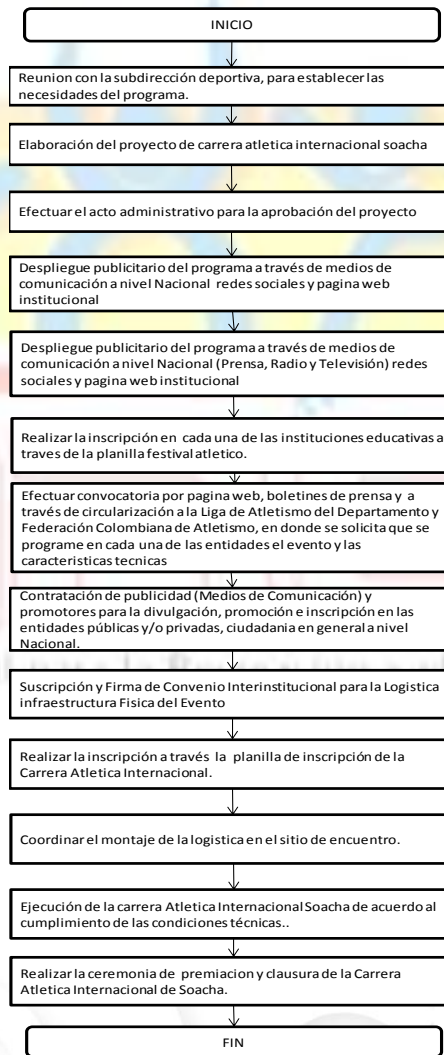 INICIO
Reunion con la subdirección deportiva, para establecer las
necesidades del programa.
Elaboración del proyecto de carrera atletica internacional soacha
Efectuar el acto administrativo para la aprobación del proyecto
Despliegue publicitario del programa a través de medios de
comunicación a nivel Nacional redes sociales y pagina web
institucional
Despliegue publicitario del programa a través de medios de
comunicación a nivel Nacional (Prensa, Radio y Televisión) redes
sociales y pagina web institucional
Realizar la inscripción en cada una de las instituciones educativas a
traves de la planilla festival atletico.
Efectuar convocatoria por pagina web, boletines de prensa y a
través de circularización a la Liga de Atletismo del Departamento y
Federación Colombiana de Atletismo, en donde se solicita que se
programe en cada una de las entidades el evento y las
caracteristicas tecnicas
Contratación de publicidad (Medios de Comunicación) y
promotores para la divulgación, promoción e inscripción en las
entidades públicas y/o privadas, ciudadania en general a nivel
Nacional.
Suscripción y Firma de Convenio Interinstitucional para la Logistica
infraestructura Fisica del Evento
Realizar la inscripción a través la planilla de inscripción de la
Carrera Atletica Internacional.
Coordinar el montaje de la logistica en el sitio de encuentro.
Ejecución de la carrera Atletica Internacional Soacha de acuerdo al
cumplimiento de las condiciones técnicas..
Realizar la ceremonia de premiacion y clausura de la Carrera
Atletica Internacional de Soacha.
FIN